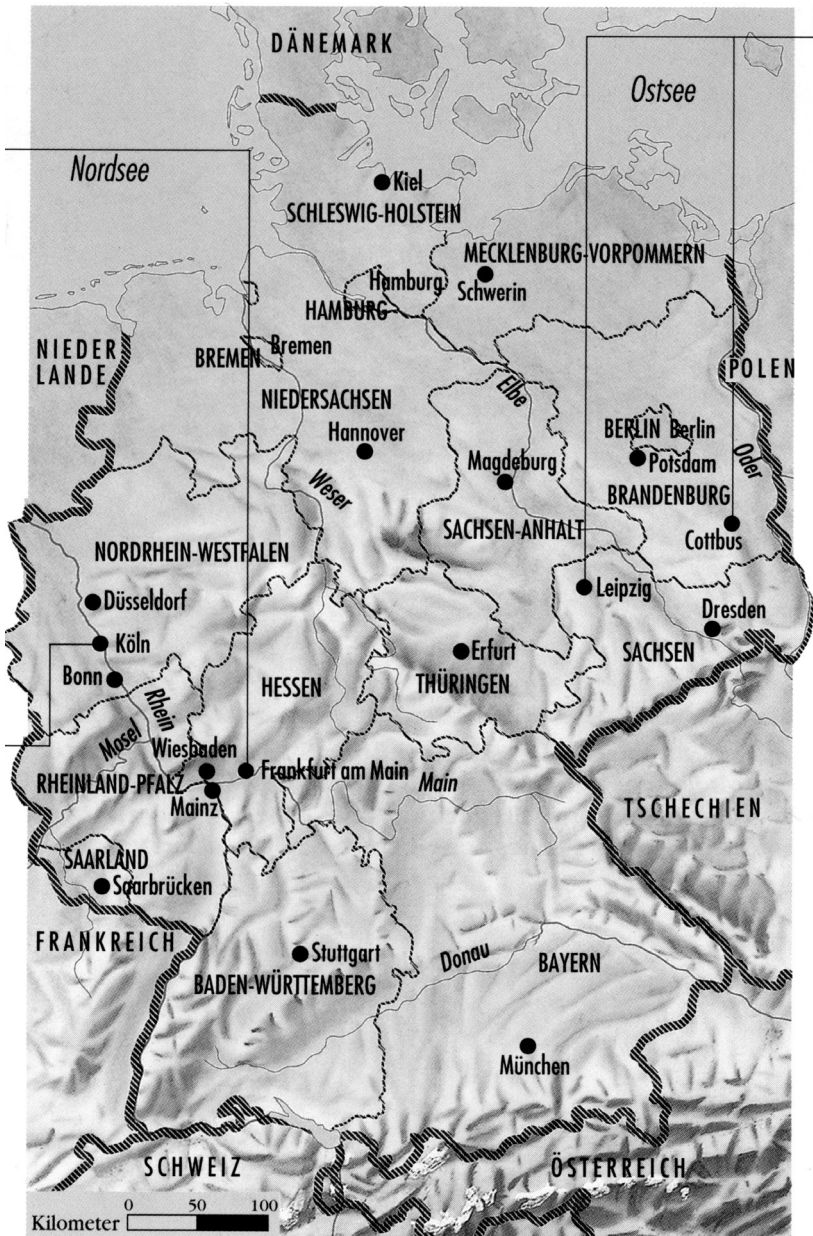 DÄNEMARK
Ostsee
Nordsee
Kiel
SCHLESWIG-HOLSTEIN
MECKLENBURG-VORPOMMERN
Hamburg
Schwerin
HAMBURG
NIEDER
LANDE
BREMEN
Bremen
POLEN
Elbe
NIEDERSACHSEN
BERLIN
Berlin
Hannover
Magdeburg
Potsdam
Oder
Weser
BRANDENBURG
SACHSEN-ANHALT
Cottbus
NORDRHEIN-WESTFALEN
Düsseldorf
Leipzig
Dresden
Köln
Erfurt
SACHSEN
Bonn
Rhein
HESSEN
THÜRINGEN
Mosel
Wiesbaden
Frankfurt am Main
Main
RHEINLAND-PFALZ
Mainz
TSCHECHIEN
SAARLAND
Saarbrücken
FRANKREICH
Stuttgart
Donau
BAYERN
BADEN-WÜRTTEMBERG
München
SCHWEIZ
ÖSTERREICH
0 50 100
Kilometer